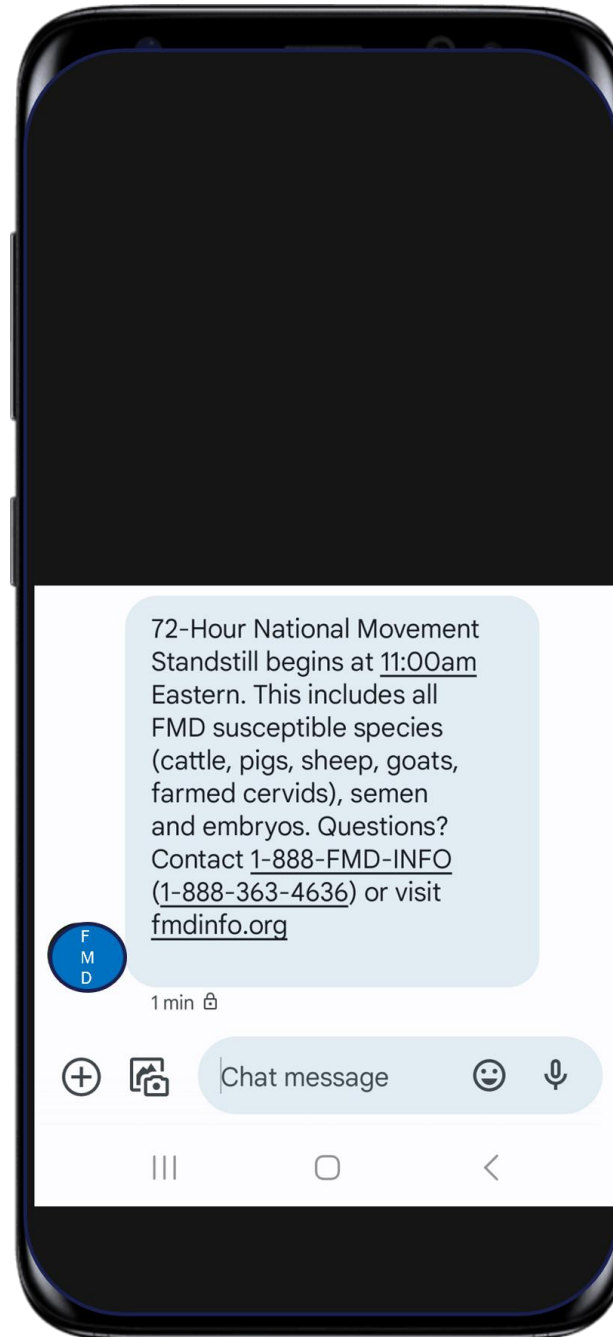 72-Hour National Movement
Standstill begins at 11:00am
Eastern. This includes all
FMD susceptible species
(cattle, pigs, sheep, goats,
farmed cervids), semen
and embryos. Questions?
Contact 1-888-FMD-INFO
(1-888-363-4636) or visit
fmdinfo.org
F
M
D
1 min
Chat message